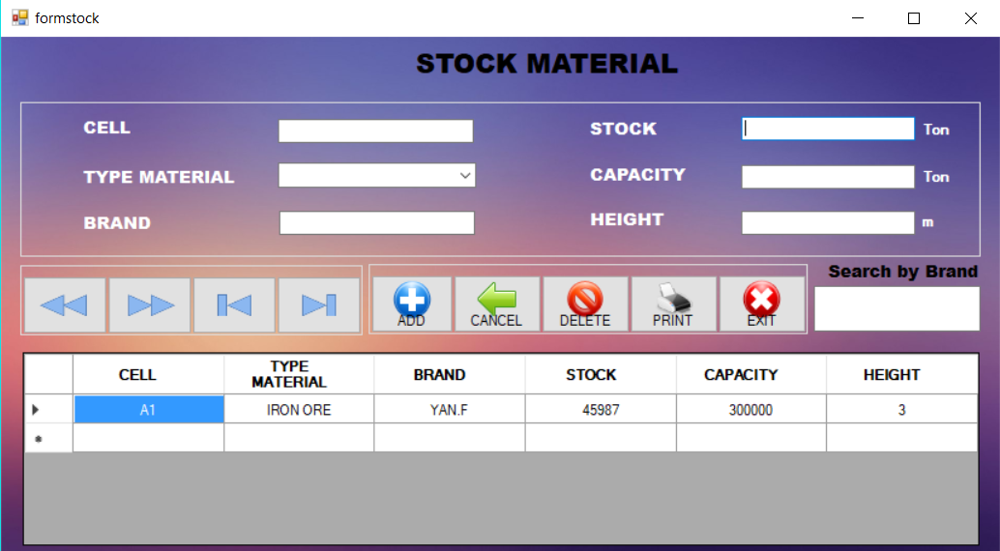 formstock
STOCK MATERIAL
CELL
STOCK
Ton
TYPE MATERIAL
CAPACITY
Ton
BRAND
HEIGHT
m
ADD
CANCEL
DELETE
PRINT
EXIT
Search by Brand
CELL
TYPE
MATERIAL
BRAND
STOCK
CAPACITY
HEIGHT
A1
IRON ORE
YAN.F
45987
300000
3